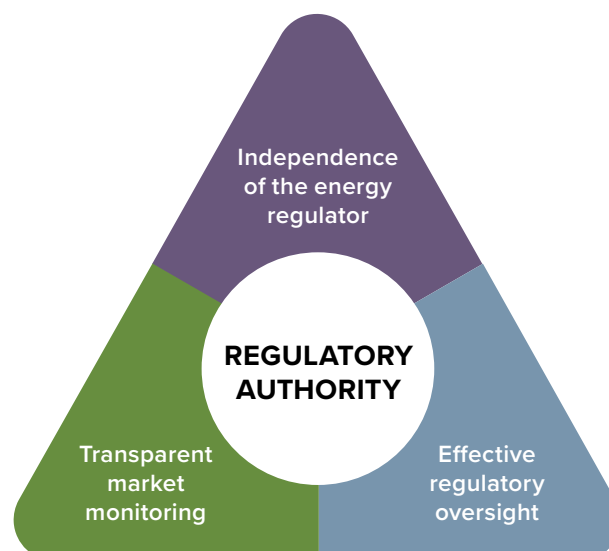 Independence
of the energy
regulator
REGULATORY
AUTHORITY
Transparent
market
monitoring
Effective
regulatory
oversight